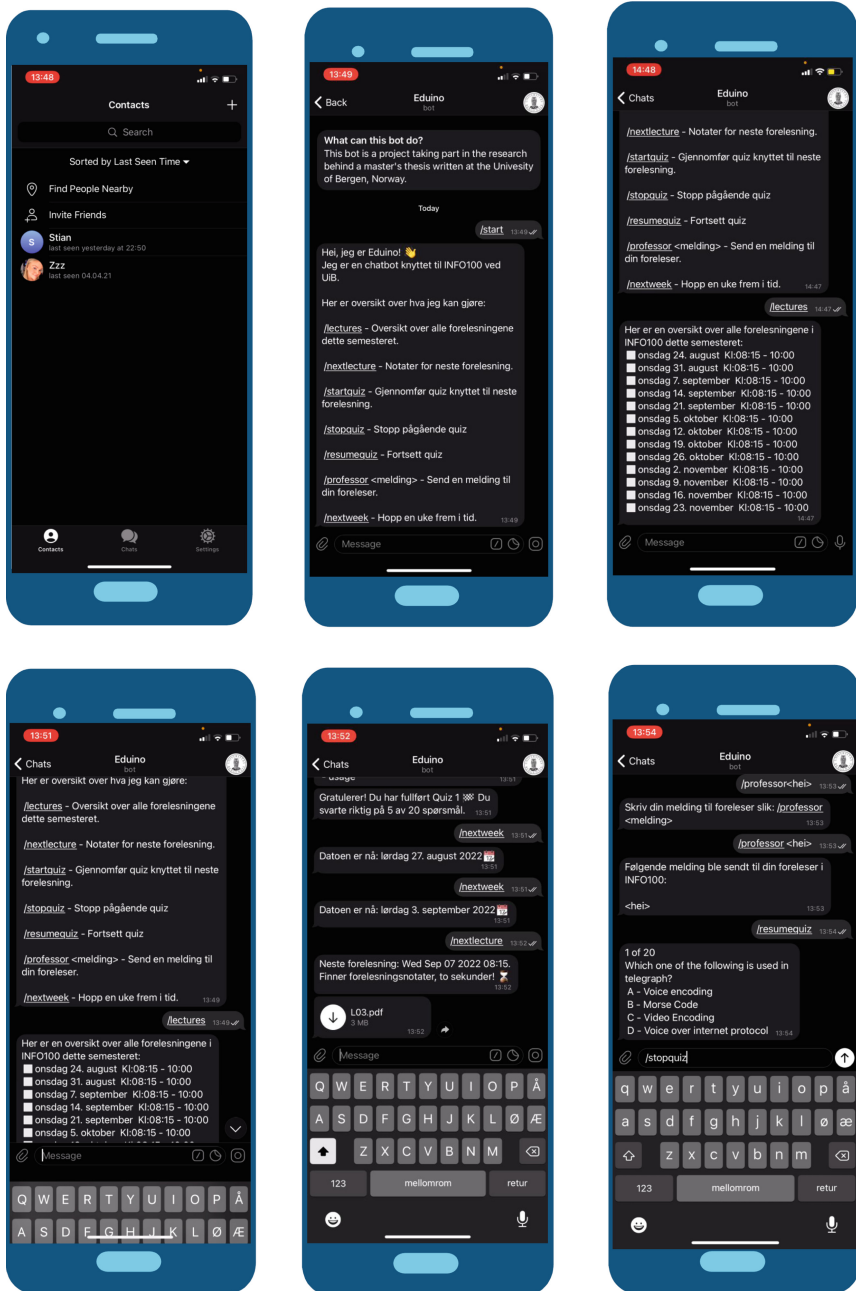 13:48
Contacts
+
Search
Sorted by Last Seen Time
Find People Nearby
Invite Friends
S
Stian
last seen yesterday at 22:50
Zzz
last seen 04.04.21
Contacts
Chats
Settings
13:49
Back
Eduino
bot
What can this bot do?
This bot is a project taking part in the research
behind a master's thesis written at the Univesity
of Bergen, Norway.
Today
/start 13:49
Hei, jeg er Eduino! 👋
Jeg er en chatbot knyttet til INFO100 ved
UiB.
Her er oversikt over hva jeg kan gjøre:
/lectures - Oversikt over alle forelesningene
dette semesteret.
/nextlecture - Notater for neste forelesning.
/startquiz - Gjennomfør quiz knyttet til neste
forelesning.
/stopquiz - Stopp pågående quiz
/resumequiz - Fortsett quiz
/professor <melding> - Send en melding til
din foreleser.
/nextweek - Hopp en uke frem i tid. 13:49
Message
14:48
Chats
Eduino
bot
/nextlecture - Notater for neste forelesning.
/startquiz - Gjennomfør quiz knyttet til neste
forelesning.
/stopquiz - Stopp pågående quiz
/resumequiz - Fortsett quiz
/professor <melding> - Send en melding til
din foreleser.
/nextweek - Hopp en uke frem i tid. 14:47
/lectures 14:47
Her er en oversikt over alle forelesningene i
INFO100 dette semesteret:
onsdag 24. august Kl:08:15 - 10:00
onsdag 31. august Kl:08:15 - 10:00
onsdag 7. september Kl:08:15 - 10:00
onsdag 14. september Kl:08:15 - 10:00
onsdag 21. september Kl:08:15 - 10:00
onsdag 5. oktober Kl:08:15 - 10:00
onsdag 12. oktober Kl:08:15 - 10:00
onsdag 19. oktober Kl:08:15 - 10:00
onsdag 26. oktober Kl:08:15 - 10:00
onsdag 2. november Kl:08:15 - 10:00
onsdag 9. november Kl:08:15 - 10:00
onsdag 16. november Kl:08:15 - 10:00
onsdag 23. november Kl:08:15 - 10:00
14:47
Message
13:51
Chats
Eduino
bot
Her er oversikt over hva jeg kan gjøre:
/lectures - Oversikt over alle forelesningene
dette semesteret.
/nextlecture - Notater for neste forelesning.
/startquiz - Gjennomfør quiz knyttet til neste
forelesning.
/stopquiz - Stopp pågående quiz
/resumequiz - Fortsett quiz
/professor <melding> - Send en melding til
din foreleser.
/nextweek - Hopp en uke frem i tid. 13:49
/lectures 13:49
Her er en oversikt over alle forelesningene i
INFO100 dette semesteret:
onsdag 24. august Kl:08:15 - 10:00
onsdag 31. august Kl:08:15 - 10:00
onsdag 7. september Kl:08:15 - 10:00
onsdag 14. september Kl:08:15 - 10:00
onsdag 21. september Kl:08:15 - 10:00
onsdag 5. oktober Kl:08:15 - 10:00
Message
Q W E R T Y U I O P Å
A S D F G H J K L Ø Æ
13:52
Chats
Eduino
bot
- usage 13:51
Gratulerer! Du har fullført Quiz 1 🎊 Du
svarte riktig på 5 av 20 spørsmål. 13:51
/nextweek 13:51
Datoen er nå: lørdag 27. august 2022📅
13:51
/nextweek 13:51
Datoen er nå: lørdag 3. september 2022📅
13:51
/nextlecture 13:52
Neste forelesning: Wed Sep 07 2022 08:15.
Finner forelesningsnotater, to sekunder! ⏳
13:52
L03.pdf
3 MB
13:52
Message
Q W E R T Y U I O P Å
A S D F G H J K L Ø Æ
Z X C V B N M
123 mellomrom retur
13:54
Chats
Eduino
bot
/professor<hei> 13:53
Skriv din melding til foreleser slik: /professor
<melding> 13:53
/professor <hei> 13:53
Følgende melding ble sendt til din foreleser i
INFO100:
<hei> 13:53
/resumequiz 13:54
1 of 20
Which one of the following is used in
telegraph?
A - Voice encoding
B - Morse Code
C - Video Encoding
D - Voice over internet protocol 13:54
/stopquiz
q w e r t y u i o p å
a s d f g h j k l ø æ
z x c v b n m
123 mellomrom retur